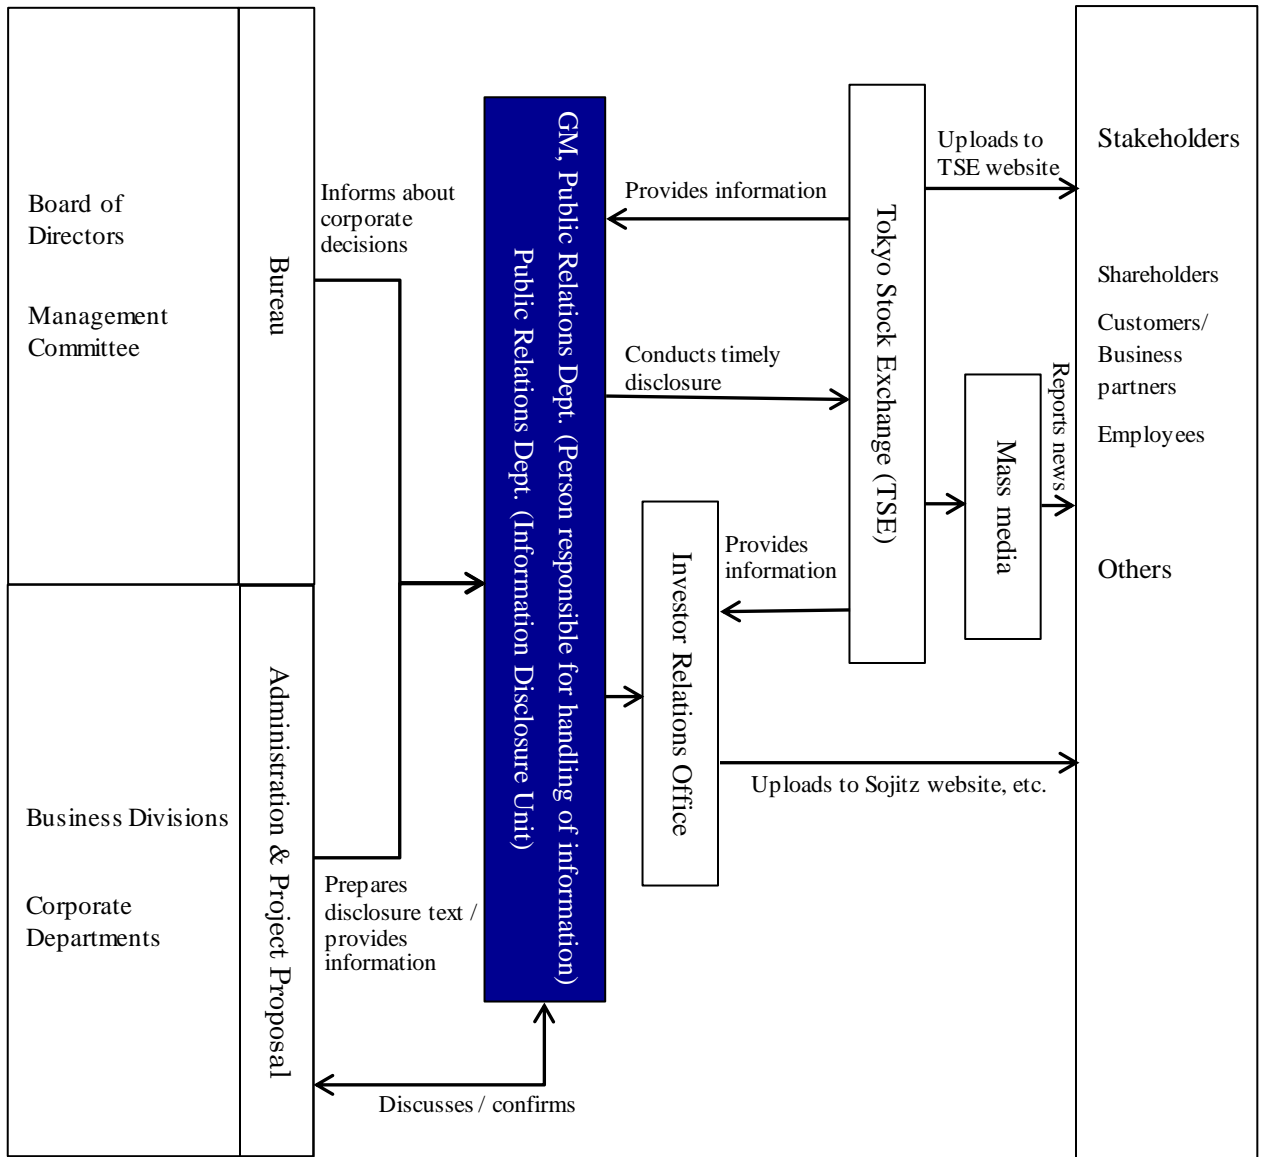 Board of
Directors
Management
Committee
Bureau
Business Divisions
Corporate
Departments
Administration & Project Proposal
Informs about
corporate
decisions
Prepares
disclosure text /
provides
information
Discusses / confirms
GM, Public Relations Dept. (Person responsible for handling of information)
Public Relations Dept. (Information Disclosure Unit)
Provides information
Conducts timely
disclosure
Investor Relations Office
Provides
information
Tokyo Stock Exchange (TSE)
Uploads to
TSE website
Mass media
Reports news
Uploads to Sojitz website, etc.
Stakeholders
Shareholders
Customers/
Business
partners
Employees
Others